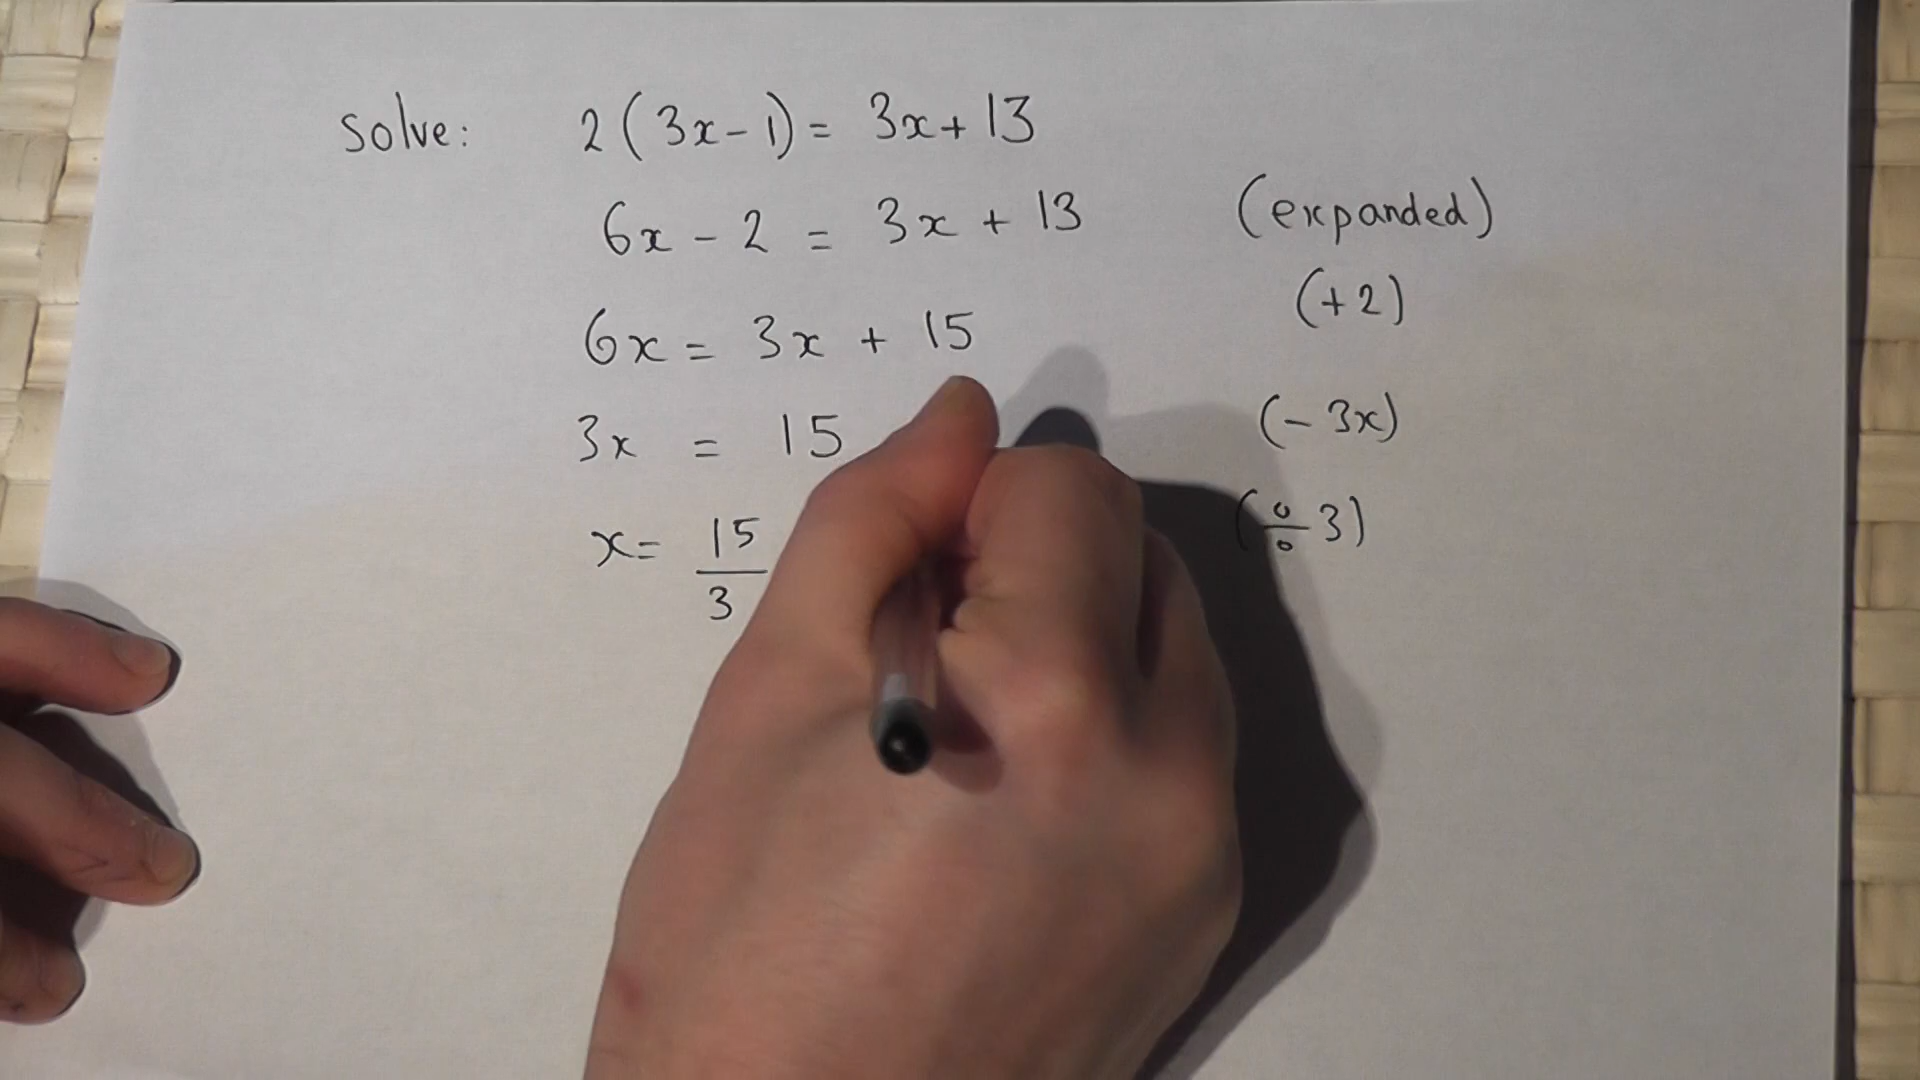 Solve: 2(3x-1)= 3x+13
6x - 2 = 3x + 13 (expanded)
(+2)
6x = 3x + 15
3x = 15 (- 3x)
x= 15/3 (÷3)